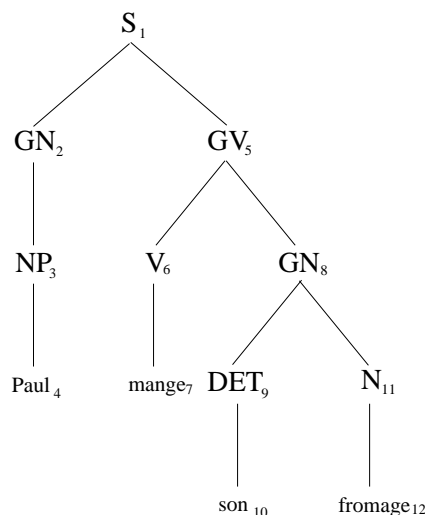 S₁
GN₂ GV₅
NP₃ V₆ GN₈
Paul₄ mange₇ DET₉ N₁₁
son₁₀ fromage₁₂